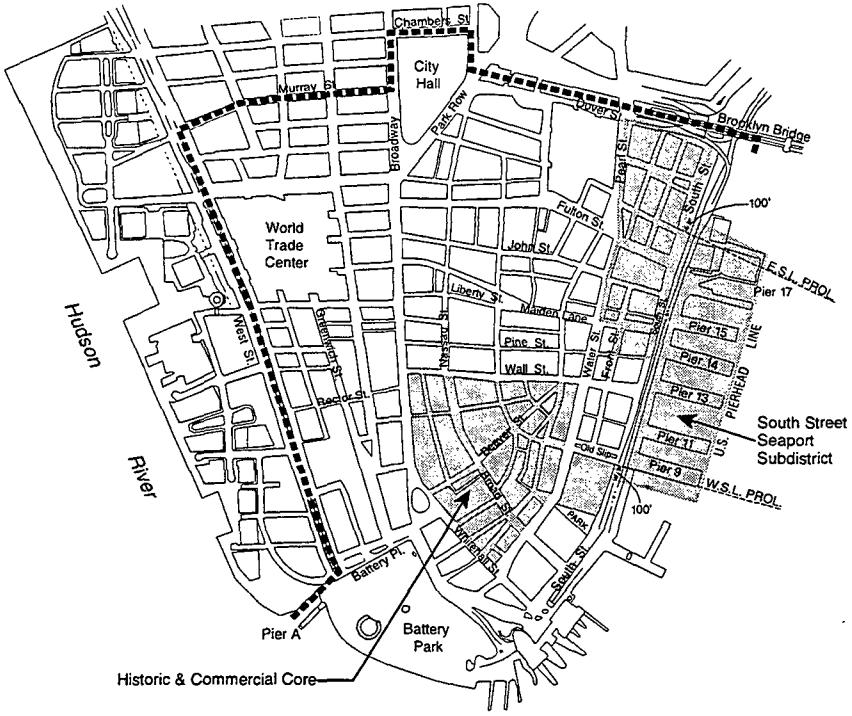 Chambers St.
City
Hall
Murray St.
Park Row
Broadway
Dover St.
Brooklyn Bridge
Pearl St.
South St.
100'
Fulton St.
World
Trade
Center
John St.
E.S.L. PROL.
Pier 17
Liberty St.
Maiden Lane
Hudson
River
West St.
Greenwich St.
Nassau St.
Pine St.
Water St.
Front St.
Pier 15
Pier 14
U.S. PIERHEAD LINE
Wall St.
Rector St.
Pier 13
South Street
Seaport
Subdistrict
Beaver St.
Old Slip
Pier 11
Pier 9
W.S.L. PROL.
Broad St.
100'
PARK
Whitehall St.
Battery Pl.
South St.
Pier A
Battery
Park
Historic & Commercial Core